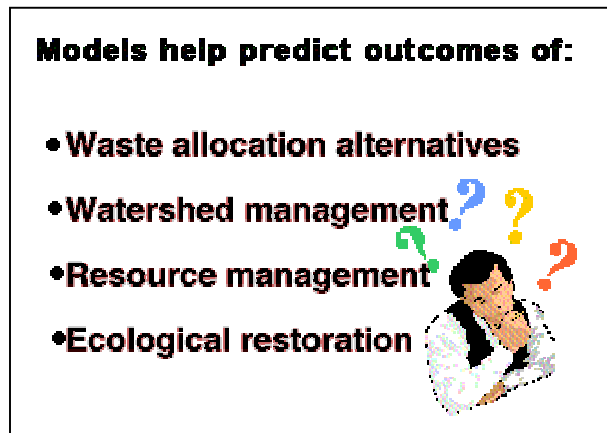 Models help predict outcomes of:
•Waste allocation alternatives
•Watershed management
•Resource management
•Ecological restoration
? ? ? ?